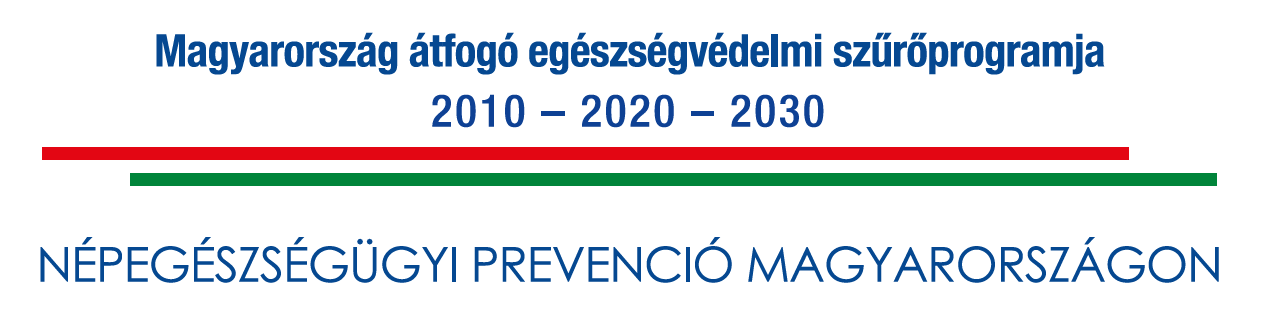 Magyarország átfogó egészségvédelmi szűrőprogramja
2010 – 2020 – 2030
NÉPEGÉSZSÉGÜGYI PREVENCIÓ MAGYARORSZÁGON